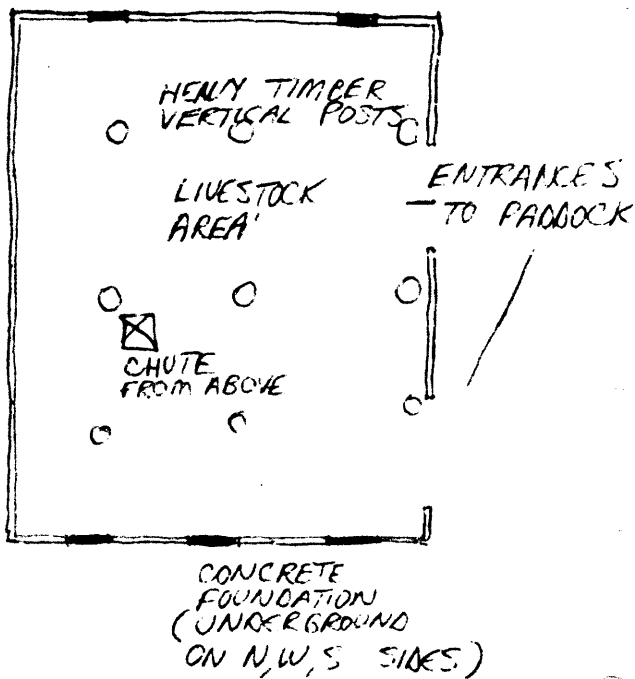 HEAVY TIMBER
VERTICAL POSTS
LIVESTOCK
AREA
ENTRANCES
TO PADDOCK
CHUTE
FROM ABOVE
CONCRETE
FOUNDATION
(UNDERGROUND
ON N,W,S SIDES)